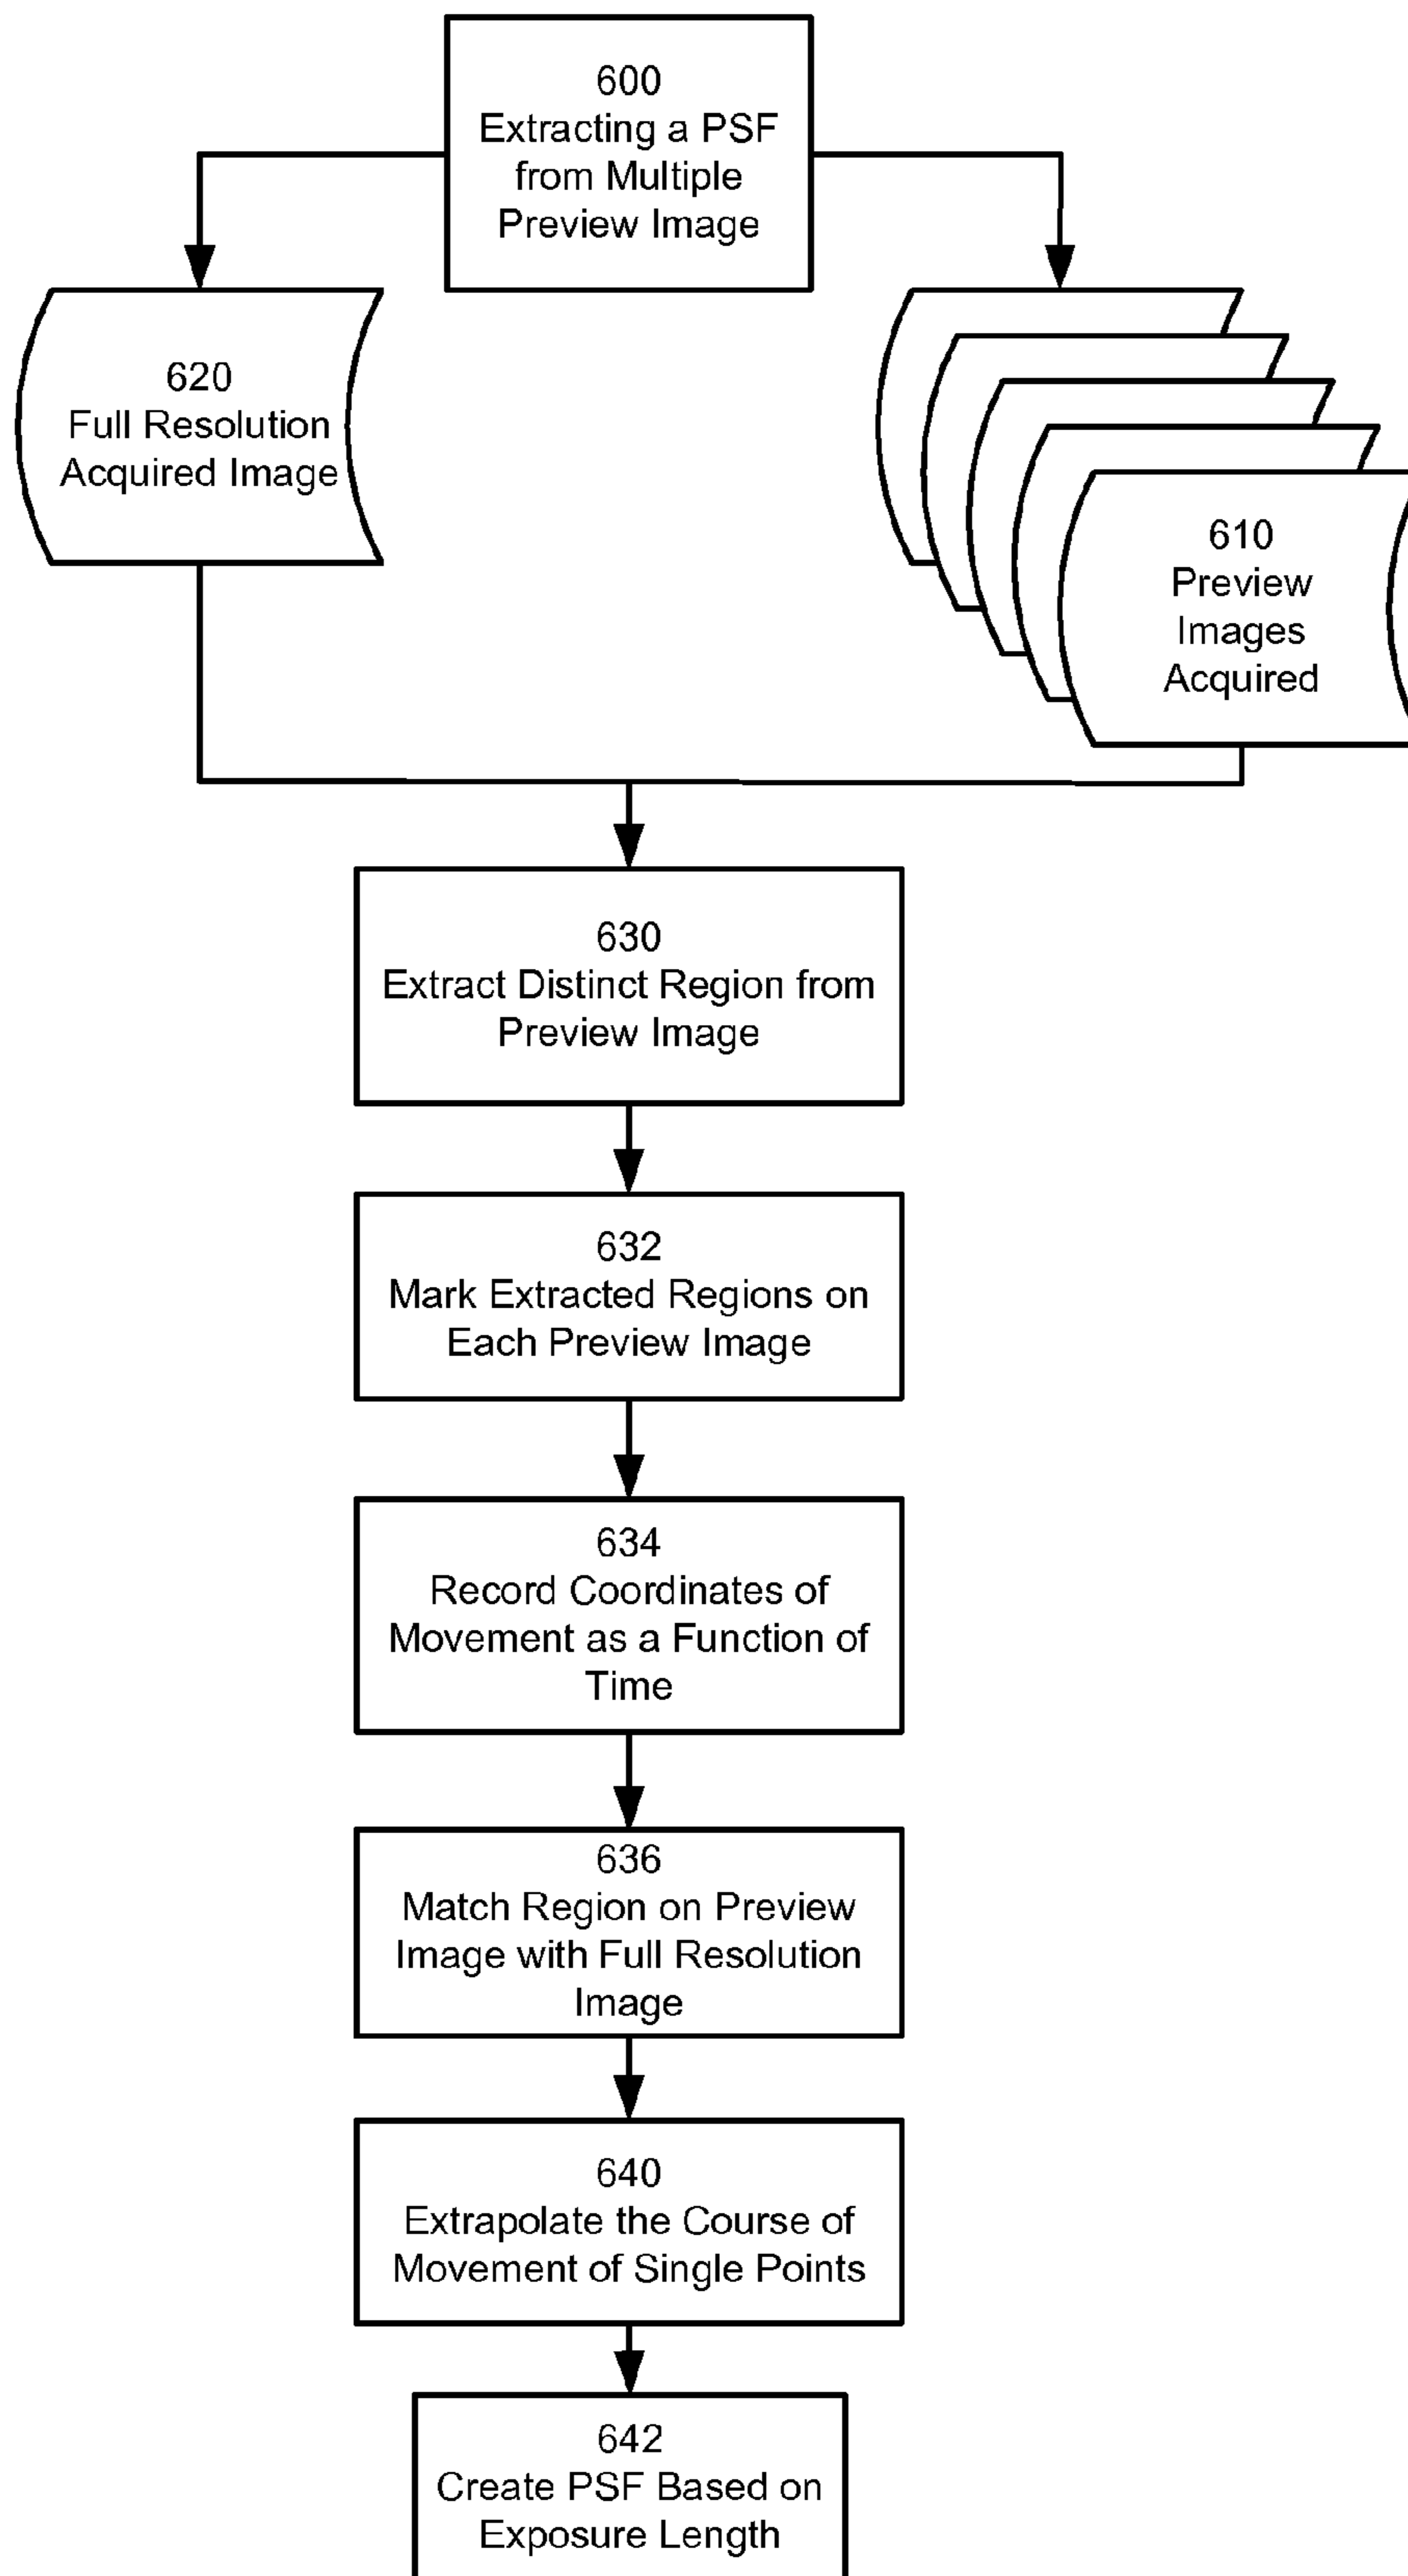 600
Extracting a PSF
from Multiple
Preview Image
620
Full Resolution
Acquired Image
610
Preview
Images
Acquired
630
Extract Distinct Region from
Preview Image
632
Mark Extracted Regions on
Each Preview Image
634
Record Coordinates of
Movement as a Function of
Time
636
Match Region on Preview
Image with Full Resolution
Image
640
Extrapolate the Course of
Movement of Single Points
642
Create PSF Based on
Exposure Length